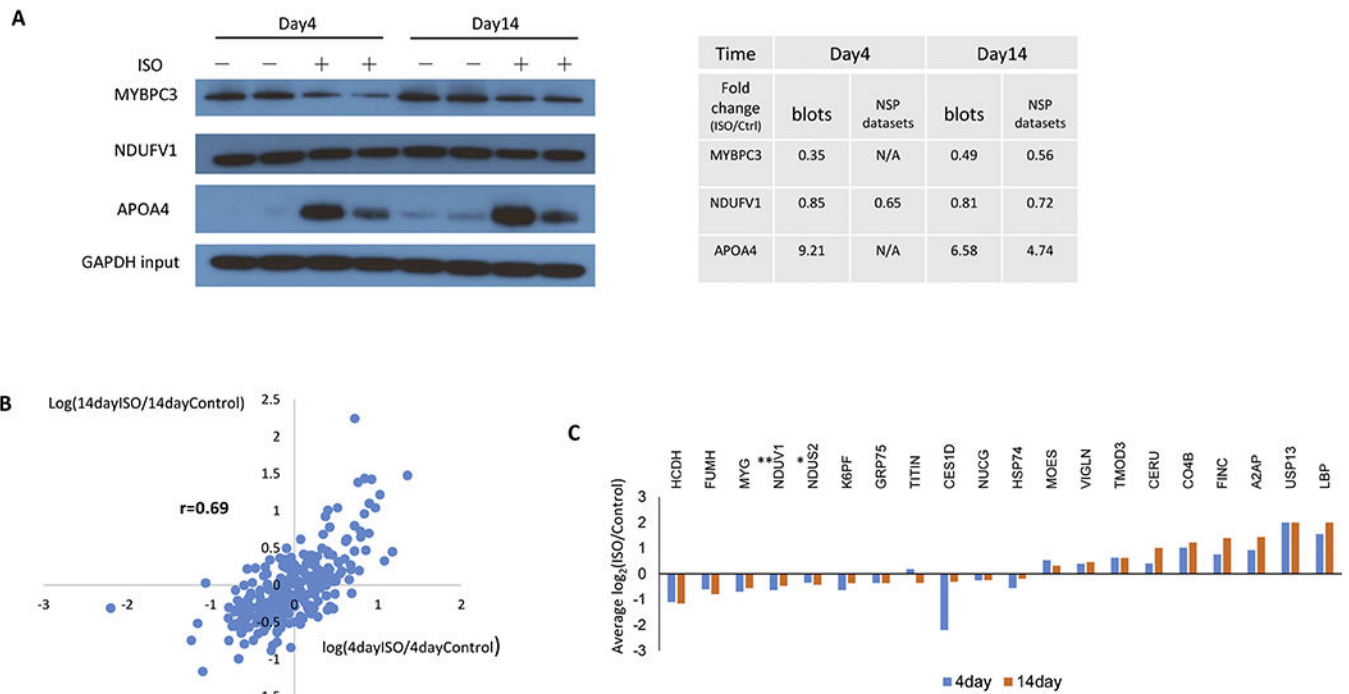 A
Day4 Day14
ISO − − + + − − + +
MYBPC3
NDUFV1
APOA4
GAPDH input
Time Day4 Day14
Fold change (ISO/Ctrl) blots NSP datasets blots NSP datasets
MYBPC3 0.35 N/A 0.49 0.56
NDUFV1 0.85 0.65 0.81 0.72
APOA4 9.21 N/A 6.58 4.74
B
Log(14dayISO/14dayControl)
r=0.69
2.5
2
1.5
1
0.5
0
-0.5
-1
-1.5
-3 -2 -1 0 1 2
log(4dayISO/4dayControl)
C
HCDH
FUMH
MYG
** NDUV1
* NDUS2
K6PF
GRP75
TITIN
CES1D
NUCG
HSP74
MOES
VIGLN
TMOD3
CERU
CO4B
FINC
A2AP
USP13
LBP
Average log2(ISO/Control)
3
2
1
0
-1
-2
-3
4day 14day